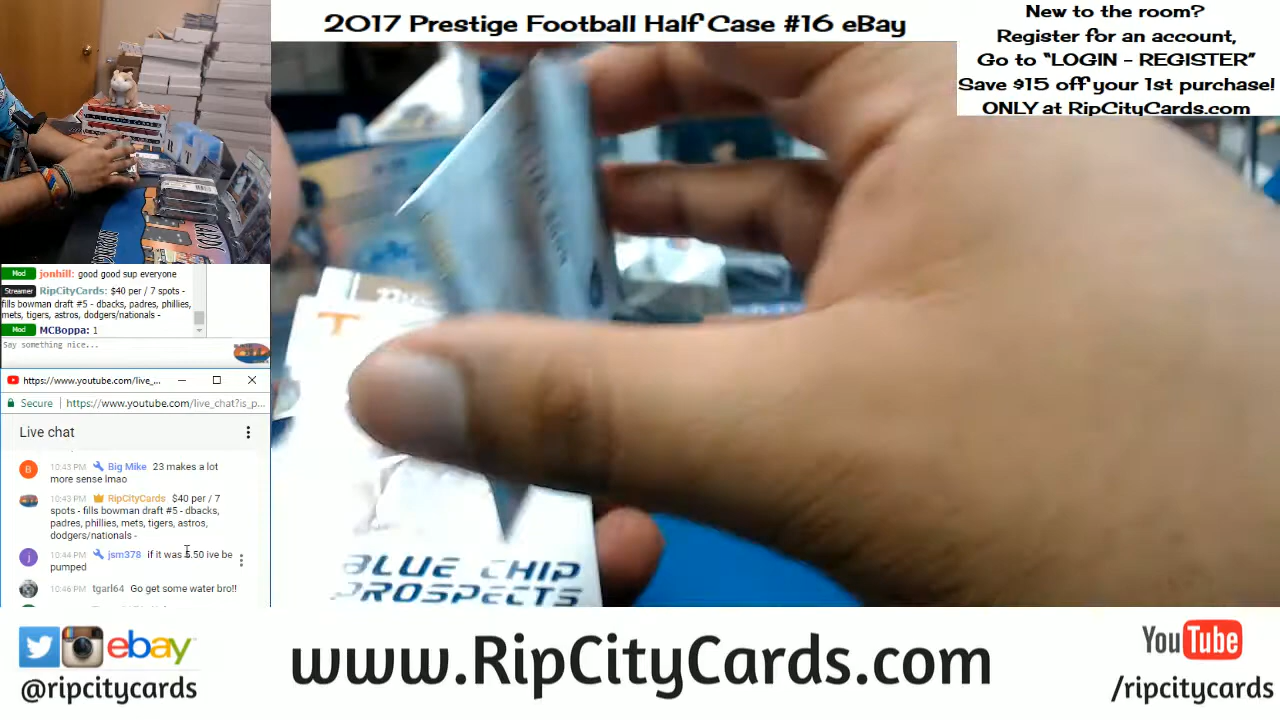 2017 Prestige Football Half Case #16 eBay
New to the room?
Register for an account,
Go to "LOGIN - REGISTER"
Save $15 off your 1st purchase!
ONLY at RipCityCards.com
Mod jonhill: good good sup everyone
Streamer RipCityCards: $40 per / 7 spots -
fills bowman draft #5 - dbacks, padres, phillies,
mets, tigers, astros, dodgers/nationals -
Mod MCBoppa: 1
Say something nice...
https://www.youtube.com/live_...
Secure https://www.youtube.com/live_chat?is_p...
Live chat
B 10:43 PM Big Mike 23 makes a lot
more sense lmao
10:43 PM RipCityCards $40 per / 7
spots - fills bowman draft #5 - dbacks,
padres, phillies, mets, tigers, astros,
dodgers/nationals -
j 10:44 PM jsm378 if it was 5.50 ive be
pumped
10:46 PM tgarl64 Go get some water bro!!
T
BLUE CHIP
PROSPECTS
ebay
@ripcitycards
www.RipCityCards.com
YouTube
/ripcitycards